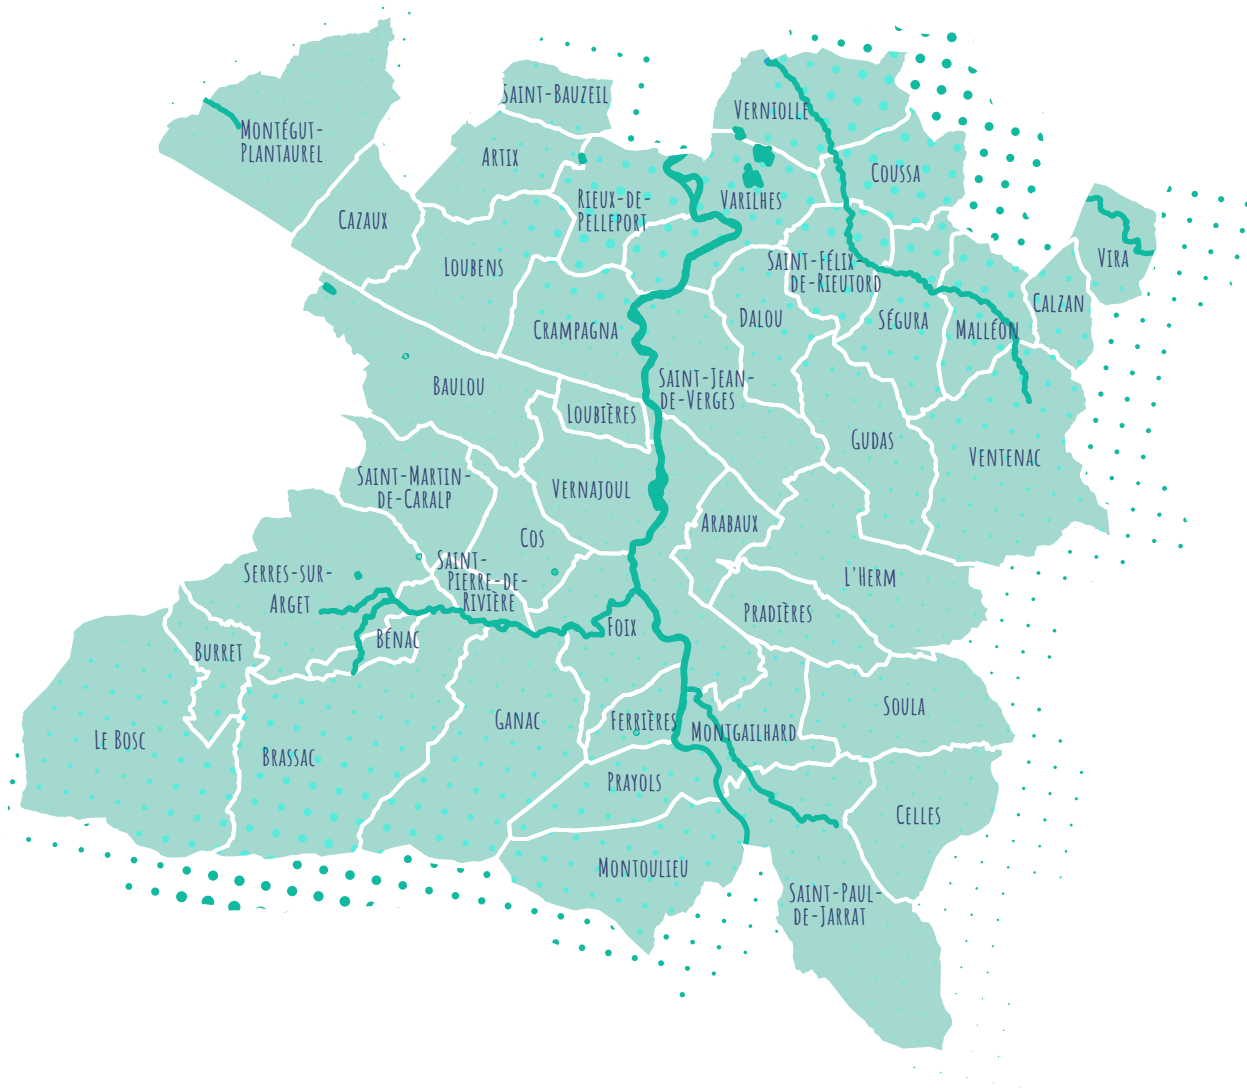 Saint-Bauzeil
Verniolle
Montégut-
Plantaurel
Artix
Coussa
Rieux-de-
Pelleport
Varilhes
Cazaux
Loubens
Saint-Félix-
de-Rieutord
Vira
Crampagna
Dalou
Ségura
Malléon
Calzan
Baulou
Saint-Jean-
de-Verges
Loubières
Gudas
Ventenac
Saint-Martin-
de-Caralp
Vernajoul
Arabaux
Cos
Serres-sur-
Arget
Saint-
Pierre-de-
Rivière
L'Herm
Pradières
Foix
Bénac
Burret
Le Bosc
Brassac
Ganac
Ferrières
Montgailhard
Soula
Prayols
Celles
Montoulieu
Saint-Paul-
de-Jarrat